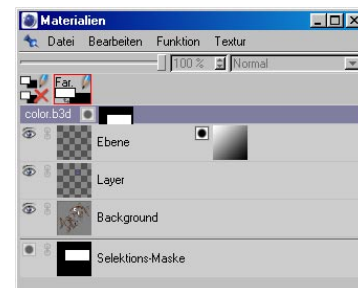 Materialien
Datei Bearbeiten Funktion Textur
100 % Normal
Far.
color.b3d
Ebene
Layer
Background
Selektions-Maske